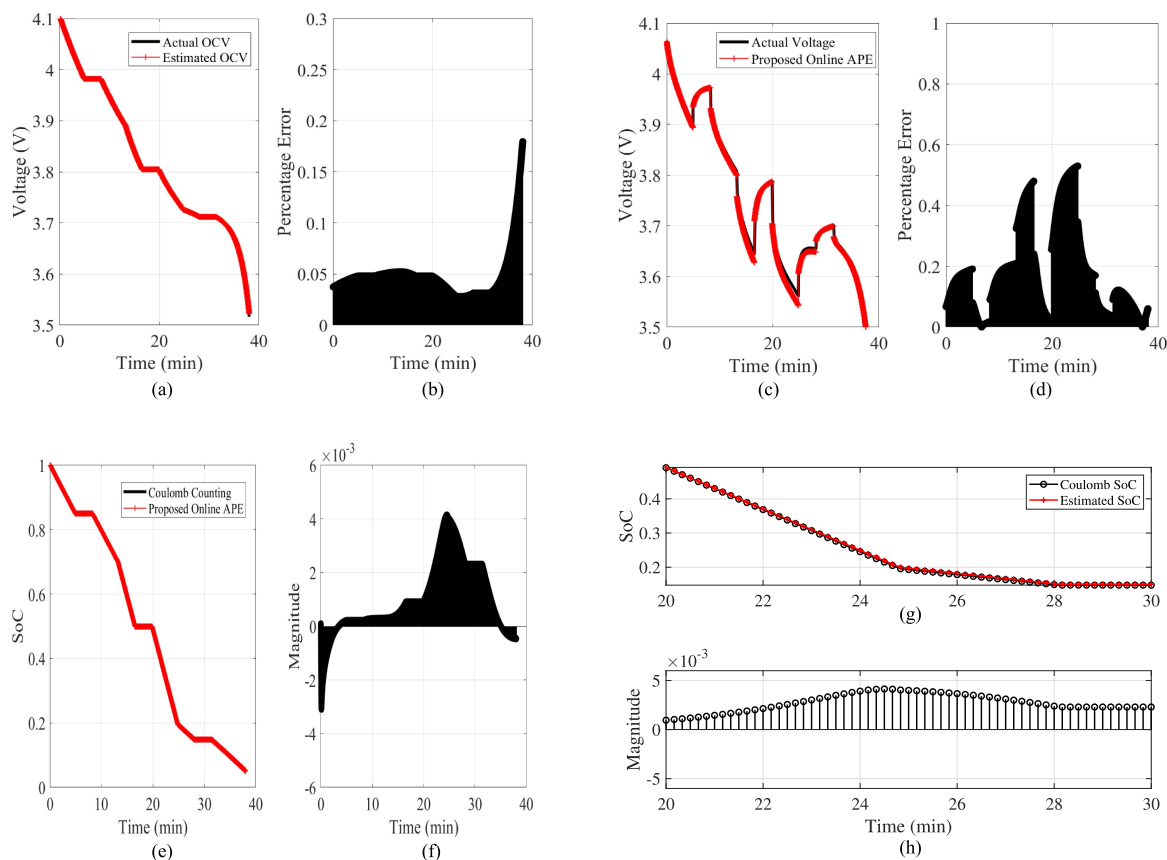 4.1
4
3.9
3.8
3.7
3.6
3.5
Voltage (V)
Actual OCV
Estimated OCV
0 20 40
Time (min)
(a)
0.3
0.25
0.2
0.15
0.1
0.05
0
Percentage Error
0 20 40
Time (min)
(b)
4.1
4
3.9
3.8
3.7
3.6
3.5
Voltage (V)
Actual Voltage
Proposed Online APE
0 20 40
Time (min)
(c)
1
0.8
0.6
0.4
0.2
0
Percentage Error
0 20 40
Time (min)
(d)
1
0.8
0.6
0.4
0.2
0
SoC
Coulomb Counting
Proposed Online APE
0 10 20 30 40
Time (min)
(e)
×10-3
6
4
2
0
-2
-4
-6
Magnitude
0 10 20 30 40
Time (min)
(f)
0.4
0.2
SoC
Coulomb SoC
Estimated SoC
20 22 24 26 28 30
(g)
×10-3
5
0
-5
Magnitude
20 22 24 26 28 30
Time (min)
(h)